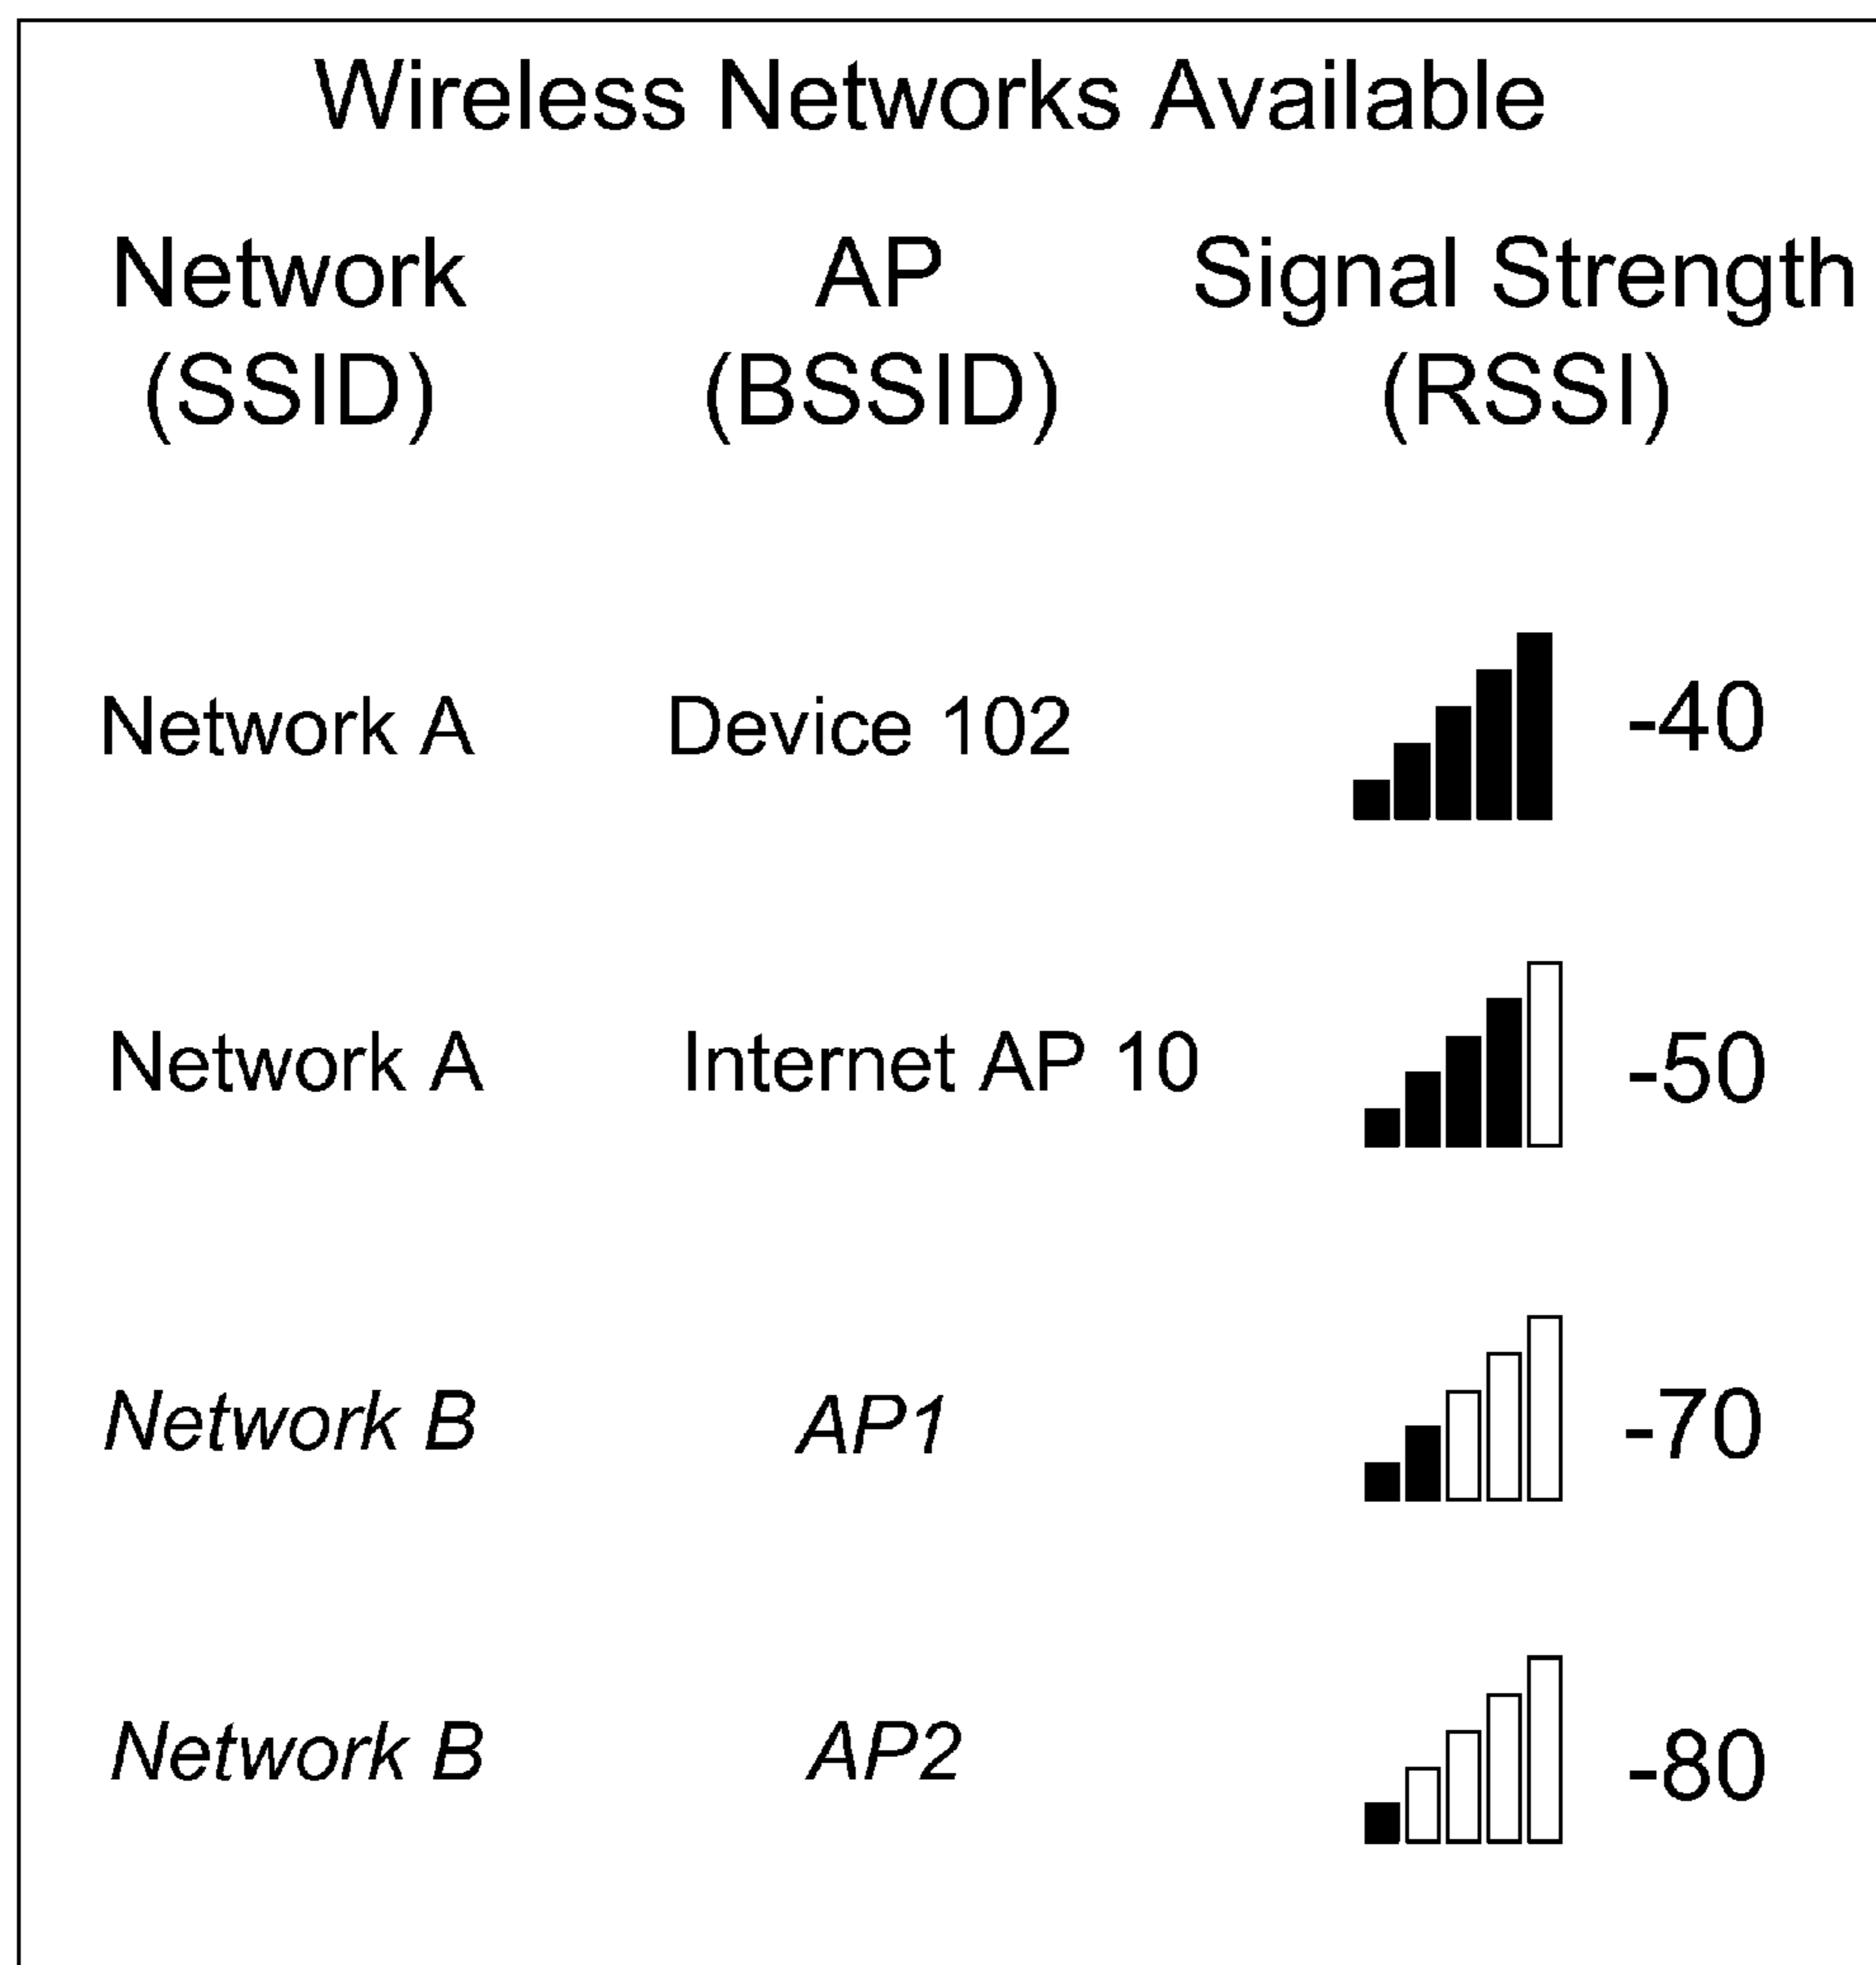 Wireless Networks Available
Network AP Signal Strength
(SSID) (BSSID) (RSSI)
Network A Device 102 -40
Network A Internet AP 10 -50
Network B AP1 -70
Network B AP2 -80